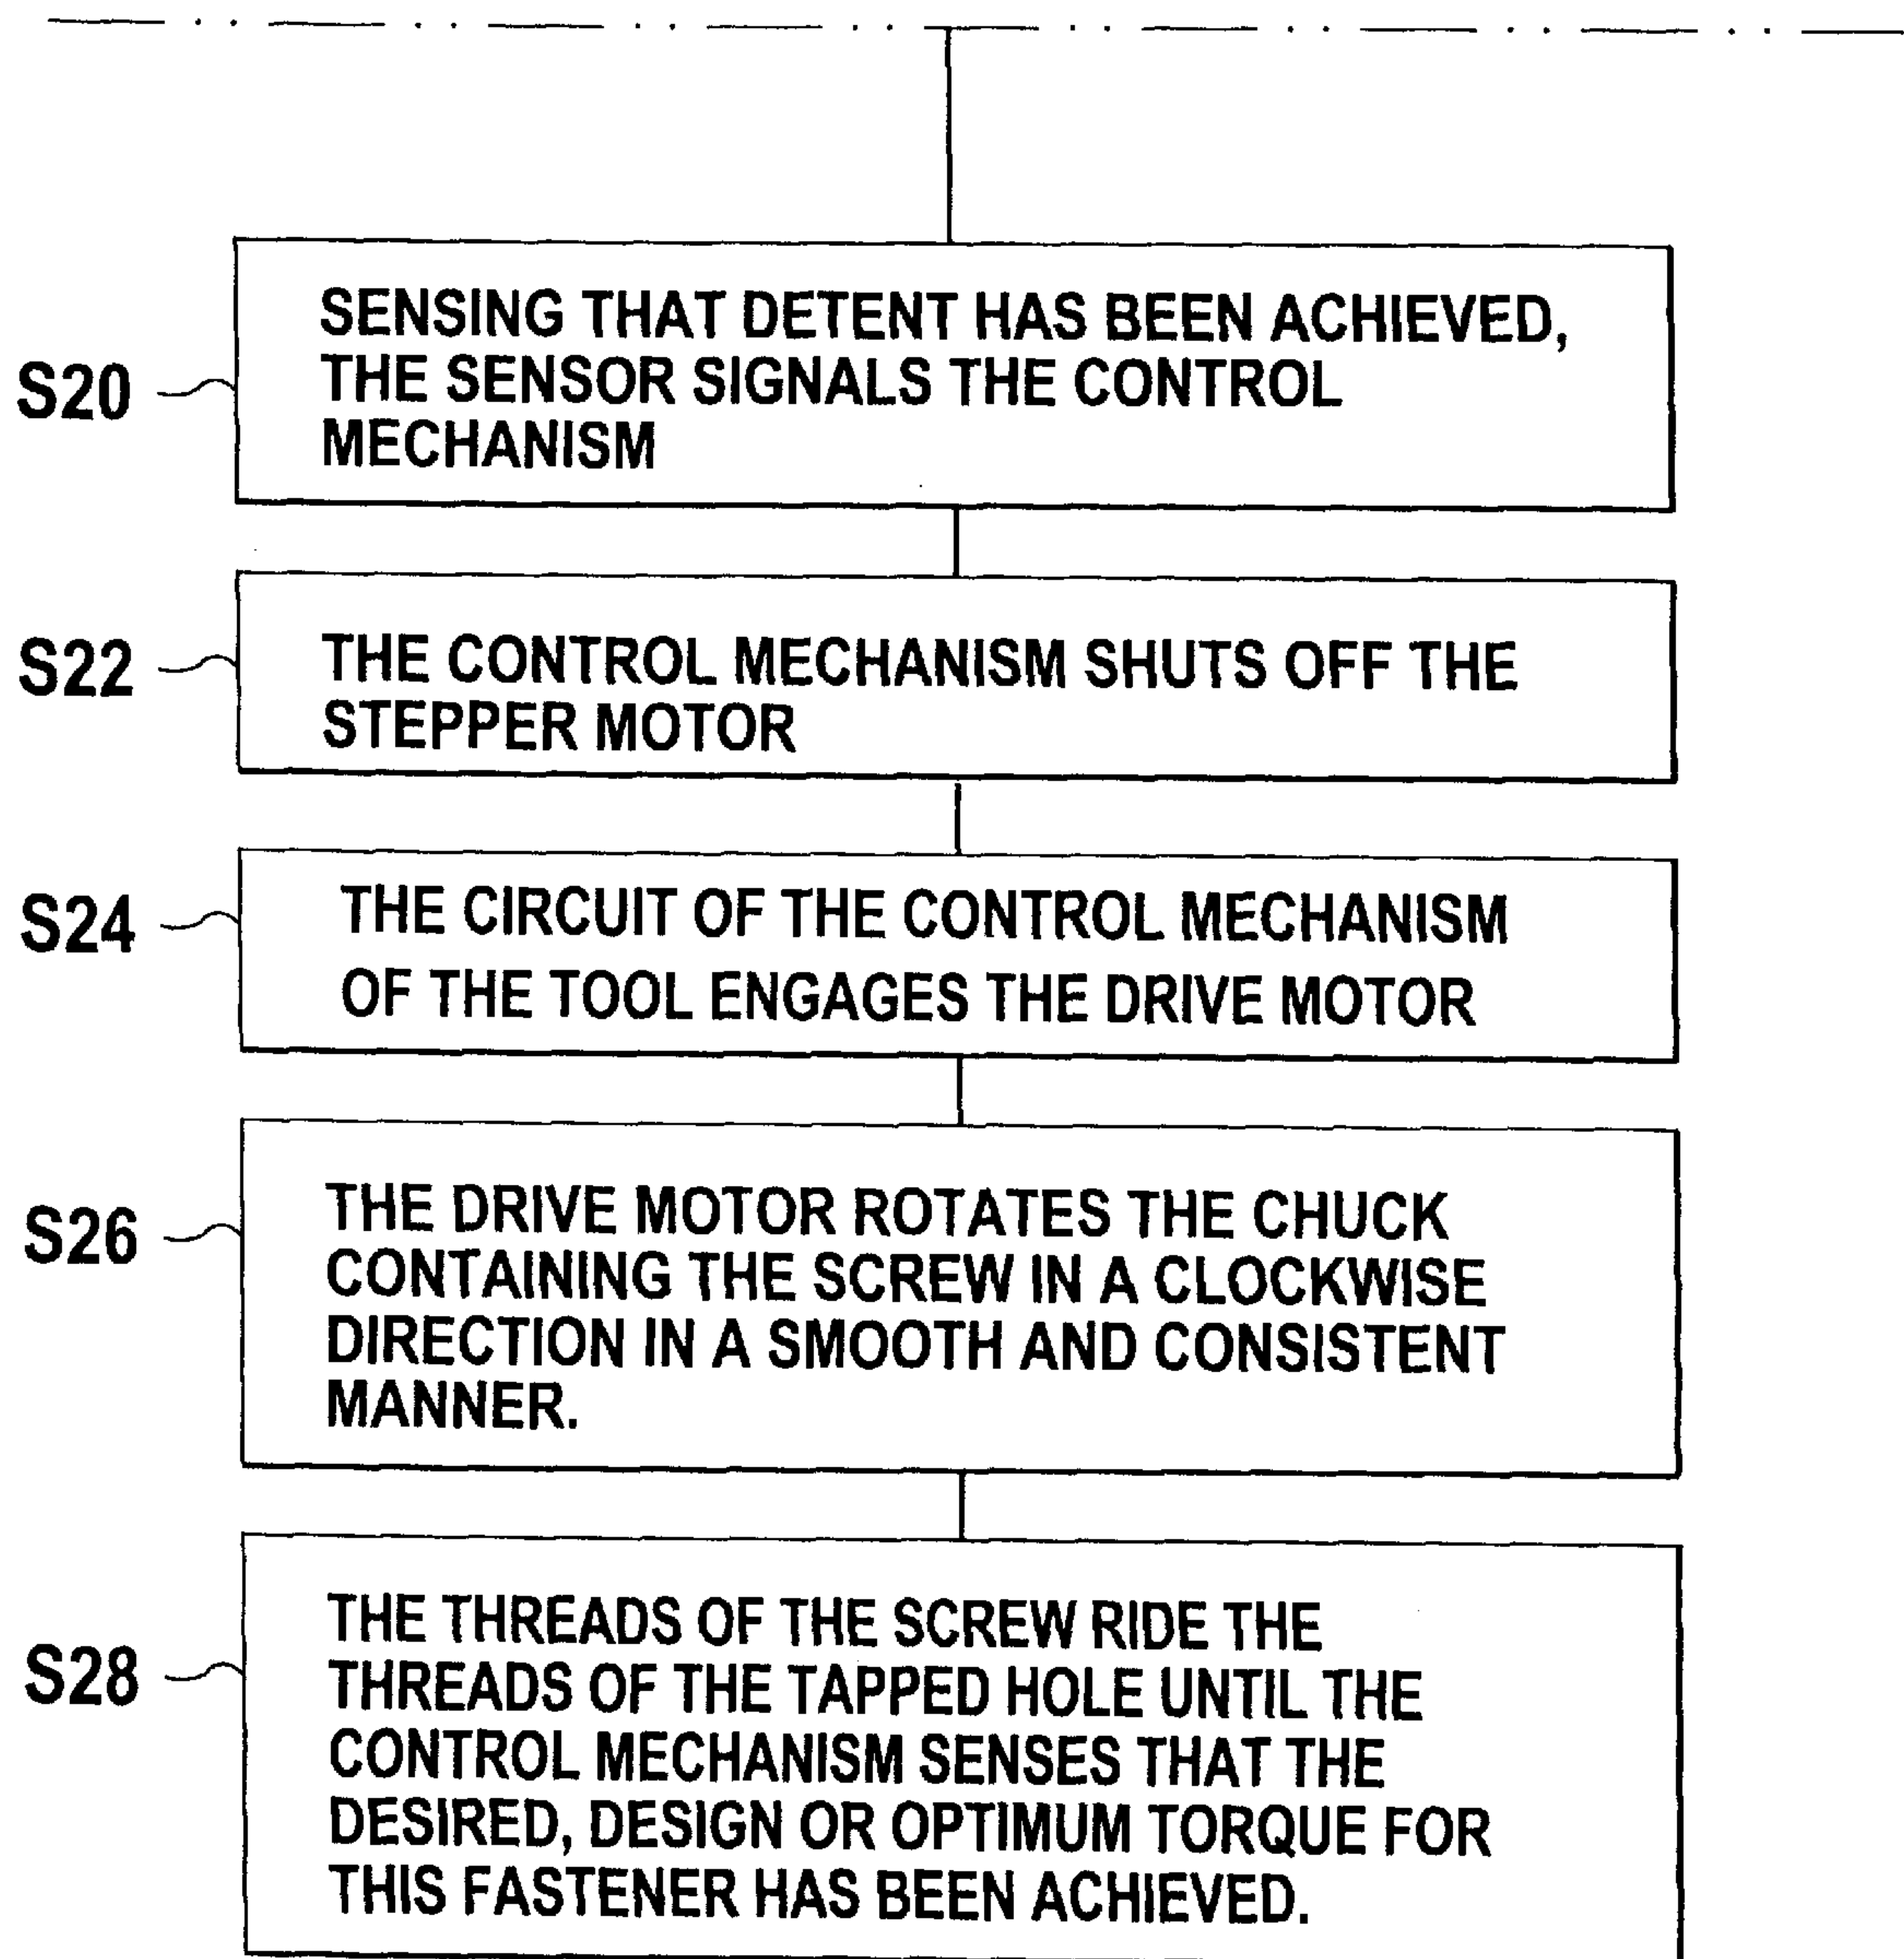 S20
SENSING THAT DETENT HAS BEEN ACHIEVED,
THE SENSOR SIGNALS THE CONTROL
MECHANISM
S22
THE CONTROL MECHANISM SHUTS OFF THE
STEPPER MOTOR
S24
THE CIRCUIT OF THE CONTROL MECHANISM
OF THE TOOL ENGAGES THE DRIVE MOTOR
S26
THE DRIVE MOTOR ROTATES THE CHUCK
CONTAINING THE SCREW IN A CLOCKWISE
DIRECTION IN A SMOOTH AND CONSISTENT
MANNER.
S28
THE THREADS OF THE SCREW RIDE THE
THREADS OF THE TAPPED HOLE UNTIL THE
CONTROL MECHANISM SENSES THAT THE
DESIRED, DESIGN OR OPTIMUM TORQUE FOR
THIS FASTENER HAS BEEN ACHIEVED.